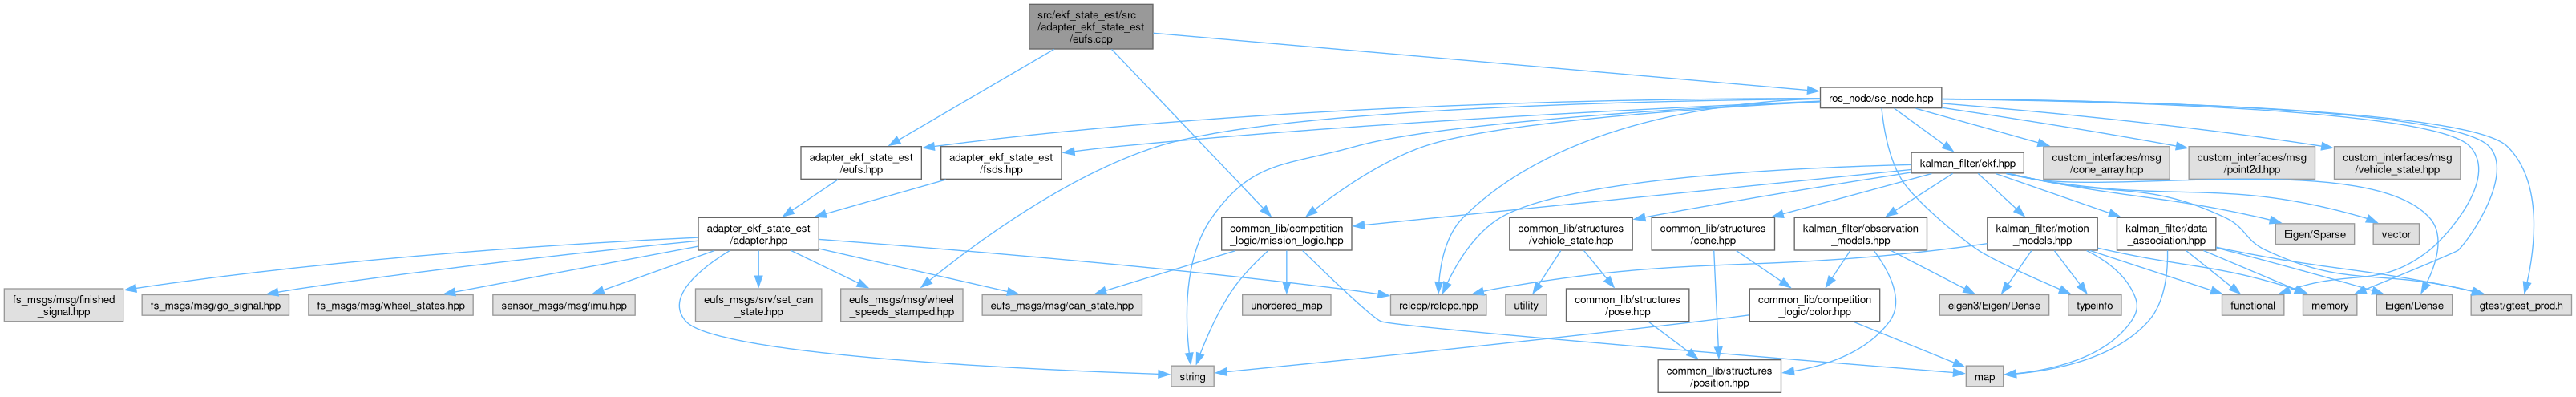 src/ekf_state_est/src
/adapter_ekf_state_est
/eufs.cpp
ros_node/se_node.hpp
adapter_ekf_state_est
/eufs.hpp
adapter_ekf_state_est
/fsds.hpp
kalman_filter/ekf.hpp
custom_interfaces/msg
/cone_array.hpp
custom_interfaces/msg
/point2d.hpp
custom_interfaces/msg
/vehicle_state.hpp
adapter_ekf_state_est
/adapter.hpp
common_lib/competition
_logic/mission_logic.hpp
common_lib/structures
/vehicle_state.hpp
common_lib/structures
/cone.hpp
kalman_filter/observation
_models.hpp
kalman_filter/motion
_models.hpp
kalman_filter/data
_association.hpp
Eigen/Sparse
vector
fs_msgs/msg/finished
_signal.hpp
fs_msgs/msg/go_signal.hpp
fs_msgs/msg/wheel_states.hpp
sensor_msgs/msg/imu.hpp
eufs_msgs/srv/set_can
_state.hpp
eufs_msgs/msg/wheel
_speeds_stamped.hpp
eufs_msgs/msg/can_state.hpp
unordered_map
rclcpp/rclcpp.hpp
utility
common_lib/structures
/pose.hpp
common_lib/competition
_logic/color.hpp
eigen3/Eigen/Dense
typeinfo
functional
memory
Eigen/Dense
gtest/gtest_prod.h
string
common_lib/structures
/position.hpp
map